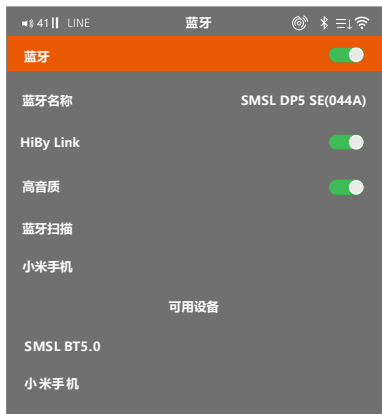 41 LINE 蓝牙
蓝牙
蓝牙名称 SMSL DP5 SE(044A)
HiBy Link
高音质
蓝牙扫描
小米手机
可用设备
SMSL BT5.0
小米手机